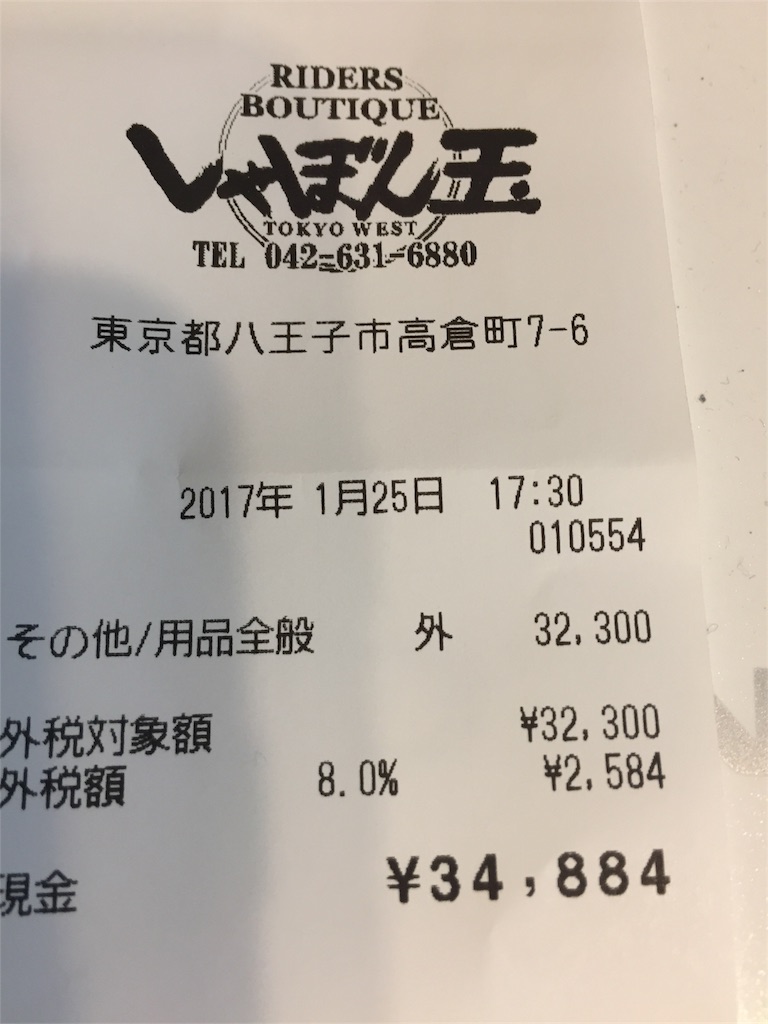 RIDERS
BOUTIQUE
しゃぼん玉
TOKYO WEST
TEL 042-631-6880
東京都八王子市高倉町7-6
2017年 1月25日 17:30
010554
その他/用品全般 外 32,300
外税対象額 ¥32,300
外税額 8.0% ¥2,584
現金 ¥34,884